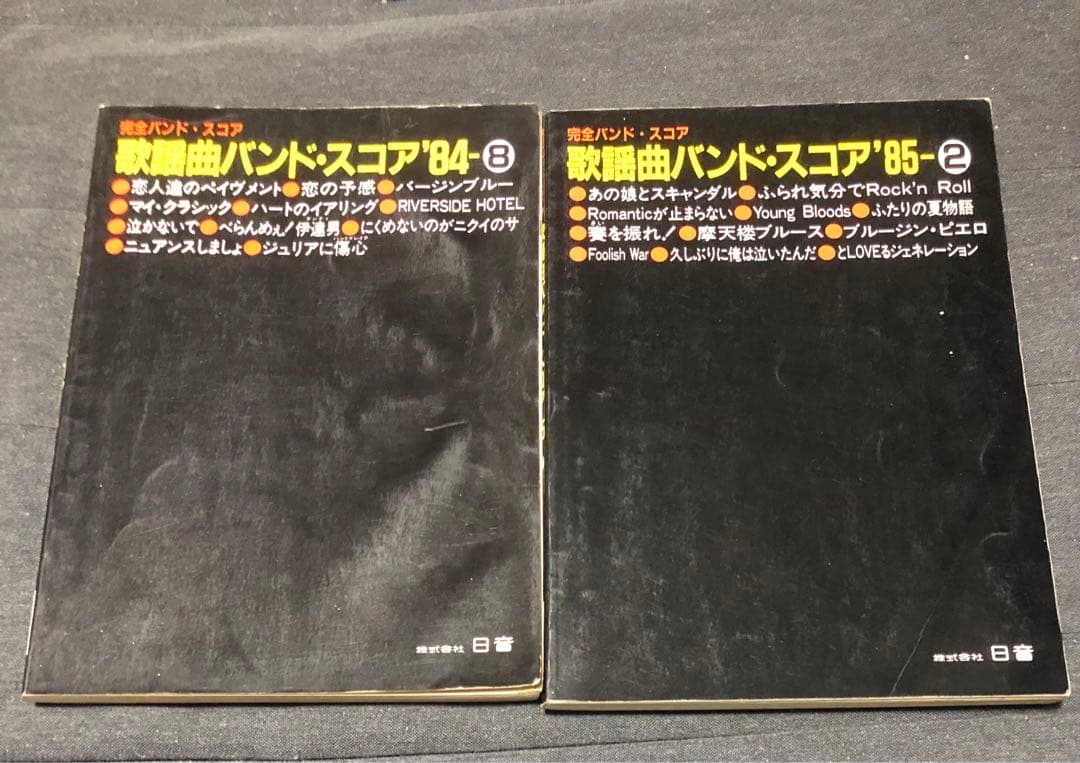 完全バンド・スコア
歌謡曲バンド・スコア'84-8
●恋人達のペイヴメント●恋の予感●バージンブルー
●マイ・クラシック●ハートのイアリング●RIVERSIDE HOTEL
●泣かないで●べらんめぇ!伊達男●にくめないのがニクイのサ
●ニュアンスしましょ●ジュリアに傷心
株式会社 日音
完全バンド・スコア
歌謡曲バンド・スコア'85-2
●あの娘とスキャンダル●ふられ気分でRock'n Roll
●Romanticが止まらない●Young Bloods●ふたりの夏物語
●賽を振れ!●摩天楼ブルース●ブルージン・ピエロ
●Foolish War●久しぶりに俺は泣いたんだ●とLOVEるジェネレーション
株式会社 日音